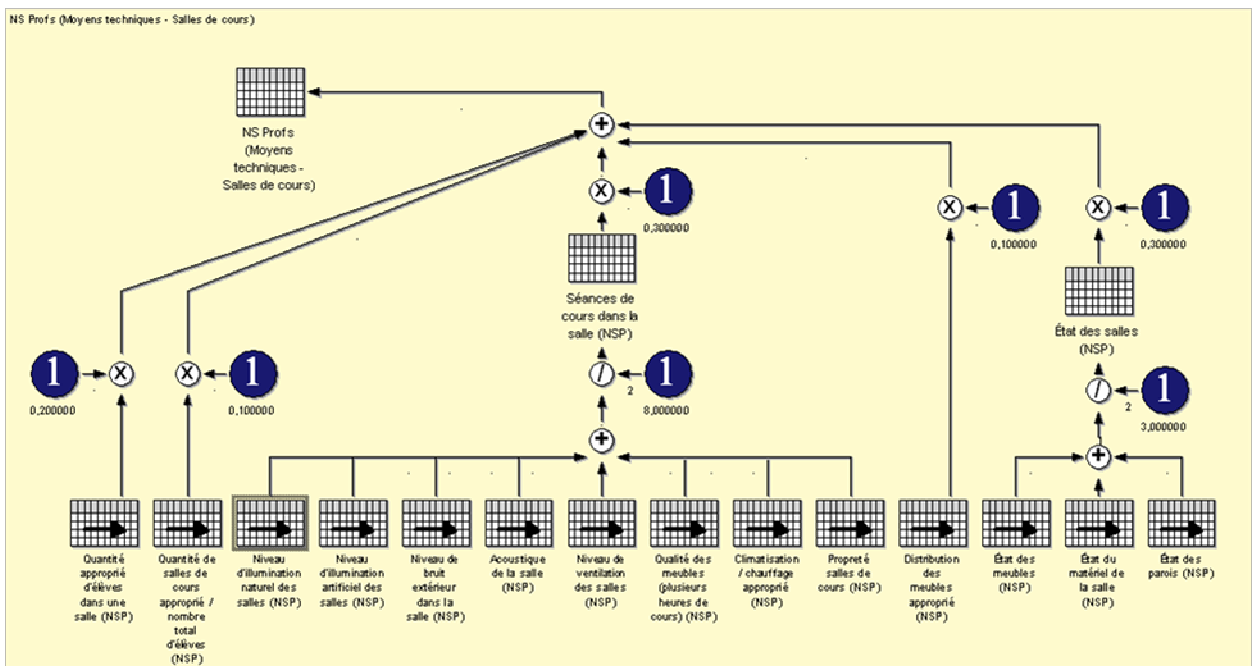 NS Profs (Moyens techniques - Salles de cours)
NS Profs
(Moyens
techniques -
Salles de cours)
+
X
1
0,300000
X
1
0,100000
X
1
0,300000
Séances de
cours dans la
salle (NSP)
État des salles
(NSP)
1
0,200000
X
X
1
0,100000
/
2
1
8,000000
/
2
1
3,000000
+
+
Quantité
approprié
d'élèves
dans une
salle (NSP)
Quantité de
salles de
cours
approprié /
nombre
total
d'élèves
(NSP)
Niveau
d'illumination
naturel des
salles (NSP)
Niveau
d'illumination
artificiel des
salles (NSP)
Niveau de
bruit
extérieur
dans la
salle (NSP)
Acoustique
de la salle
(NSP)
Niveau de
ventilation
des salles
(NSP)
Qualité des
meubles
(plusieurs
heures de
cours) (NSP)
Climatisation
/ chauffage
approprié
(NSP)
Propreté
salles de
cours (NSP)
Distribution
des
meubles
approprié
(NSP)
État des
meubles
(NSP)
État du
matériel de
la salle
(NSP)
État des
parois (NSP)